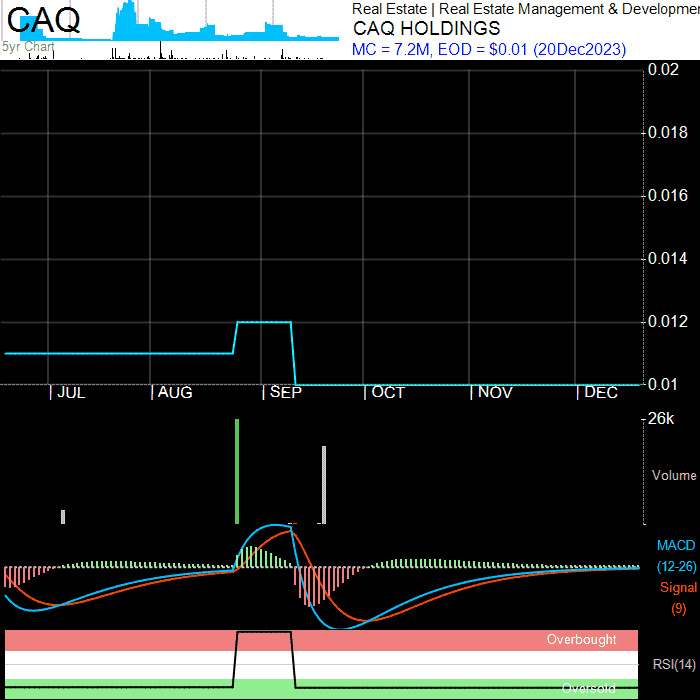 CAQ
5yr Chart
Real Estate | Real Estate Management & Developmen
CAQ HOLDINGS
MC = 7.2M, EOD = $0.01 (20Dec2023)
0.02
0.018
0.016
0.014
0.012
0.01
| JUL | AUG | SEP | OCT | NOV | DEC
26k
Volume
MACD
(12-26)
Signal
(9)
Overbought
RSI(14)
Oversold